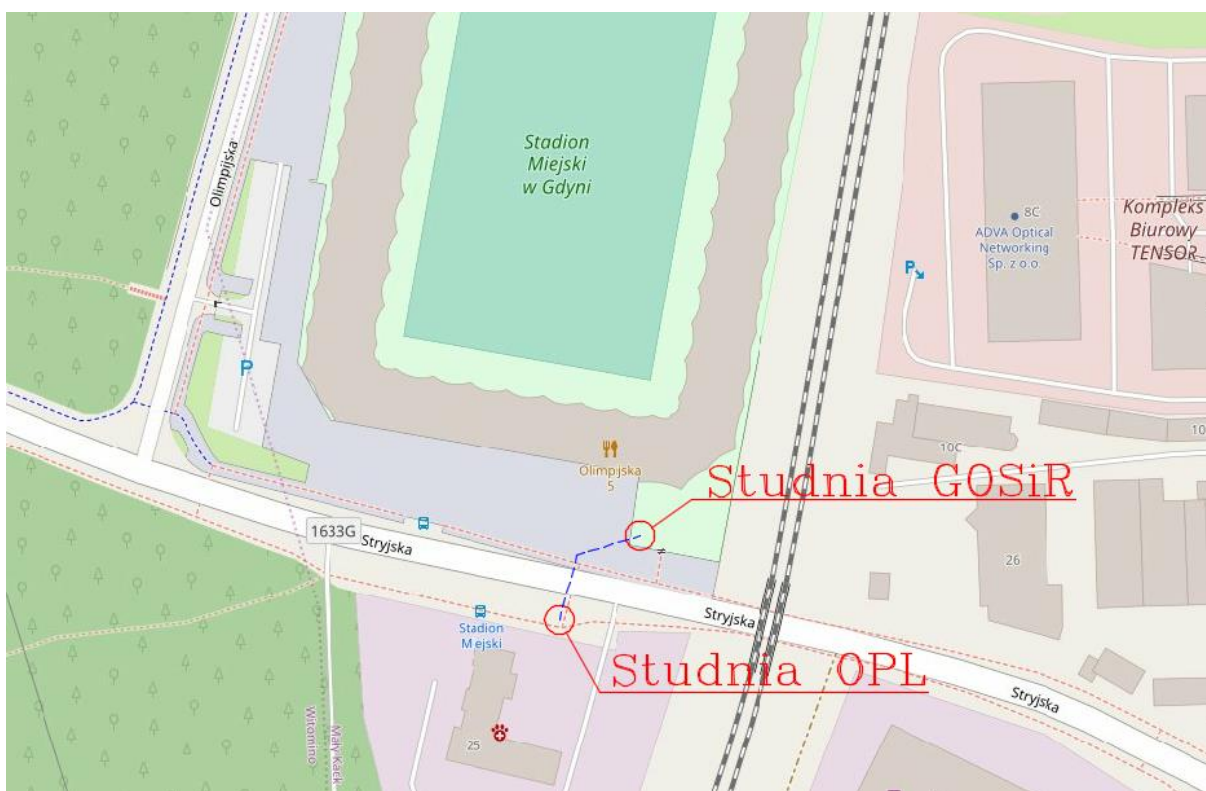 Olimpijska
Stadion
Miejski
w Gdyni
8C
ADVA Optical
Networking
Sp. z o.o.
Kompleks
Biurowy
TENSOR
P
P
Olimpijska
5
Studnia GOSiR
10C
10
1633G
Stryjska
26
Stadion
Miejski
Stryjska
Studnia OPL
Stryjska
25
Witomino
Mały Kack